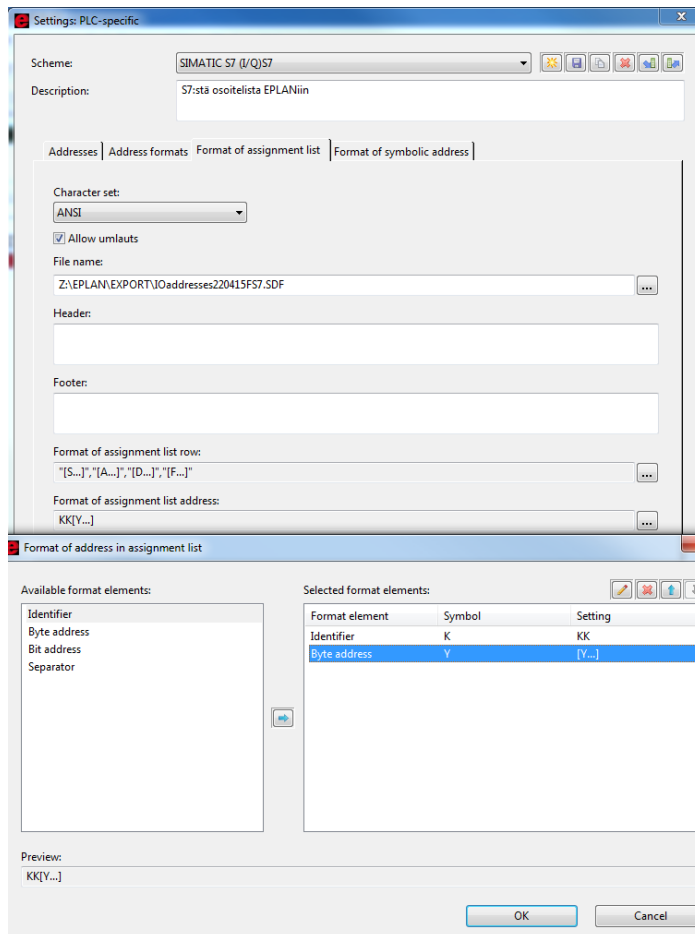 Settings: PLC-specific
Scheme: SIMATIC S7 (I/Q)S7
Description: S7:stä osoitelista EPLANiin
Addresses Address formats Format of assignment list Format of symbolic address
Character set:
ANSI
Allow umlauts
File name:
Z:\EPLAN\EXPORT\IOaddresses220415FS7.SDF
...
Header:
Footer:
Format of assignment list row:
"[S...]","[A...]","[D...]","[F...]"
...
Format of assignment list address:
KK[Y...]
...
Format of address in assignment list
Available format elements:
Identifier
Byte address
Bit address
Separator
Selected format elements:
Format element Symbol Setting
Identifier K KK
Byte address Y [Y...]
Preview:
KK[Y...]
OK Cancel